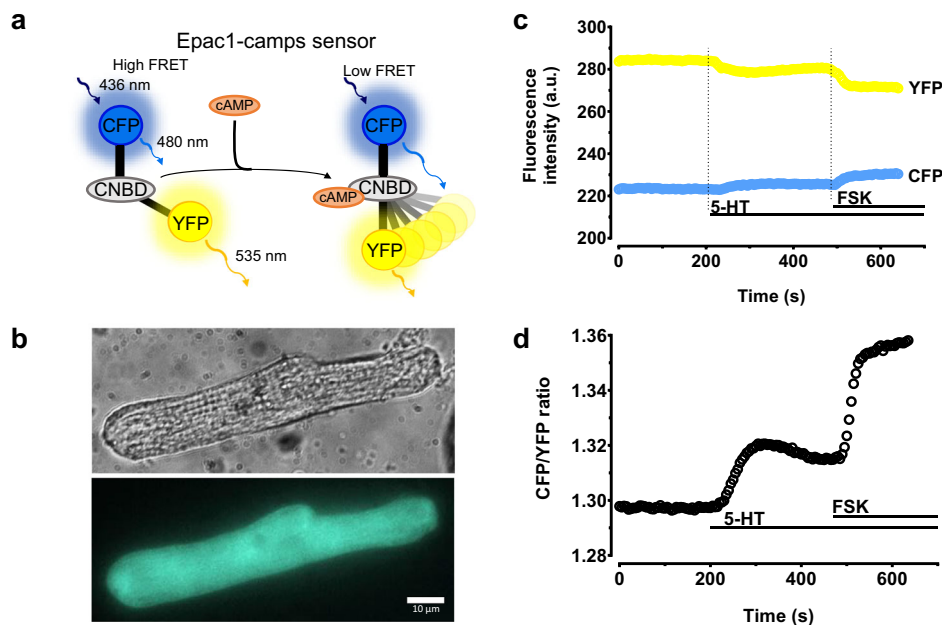 a
Epac1-camps sensor
High FRET
436 nm
CFP
480 nm
CNBD
YFP
535 nm
cAMP
Low FRET
CFP
CNBD
cAMP
YFP
b
10 µm
c
Fluorescence
intensity (a.u.)
300
280
260
240
220
200
YFP
CFP
5-HT
FSK
0 200 400 600
Time (s)
d
CFP/YFP ratio
1.36
1.34
1.32
1.30
1.28
5-HT
FSK
0 200 400 600
Time (s)